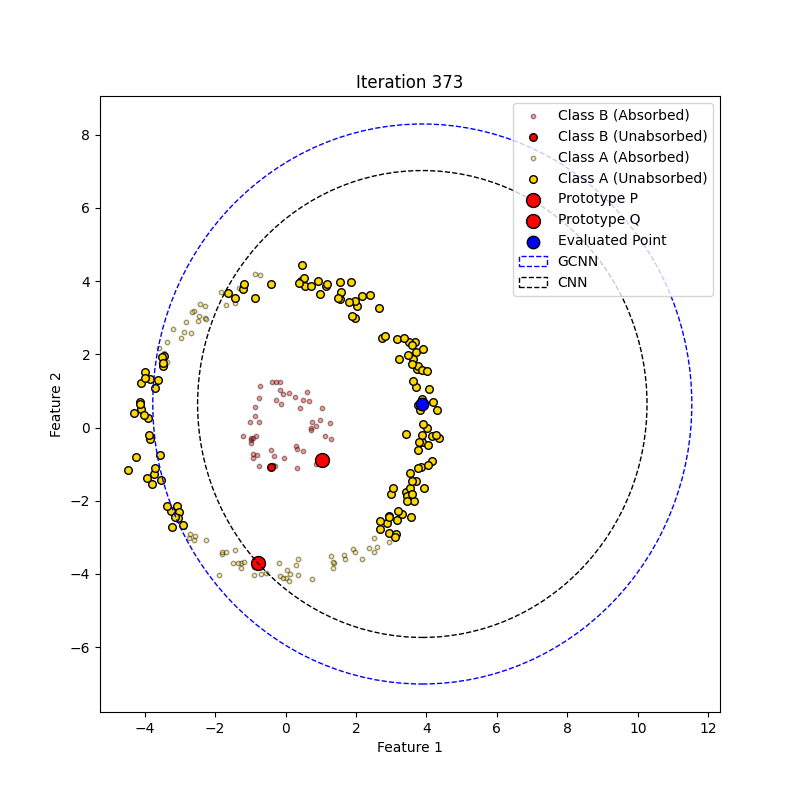 Iteration 373
Class B (Absorbed)
Class B (Unabsorbed)
Class A (Absorbed)
Class A (Unabsorbed)
Prototype P
Prototype Q
Evaluated Point
GCNN
CNN
8
6
4
2
0
−2
−4
−6
Feature 2
−4 −2 0 2 4 6 8 10 12
Feature 1